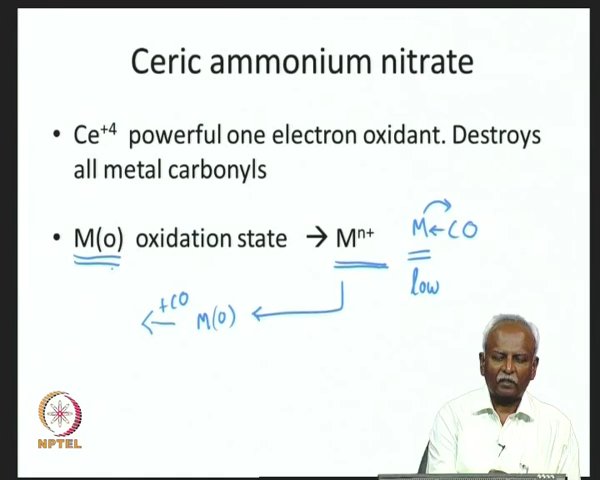 Ceric ammonium nitrate
• Ce+4 powerful one electron oxidant. Destroys
all metal carbonyls
• M(o) oxidation state → Mn+
M←CO
low
←+CO M(o) ←
NPTEL